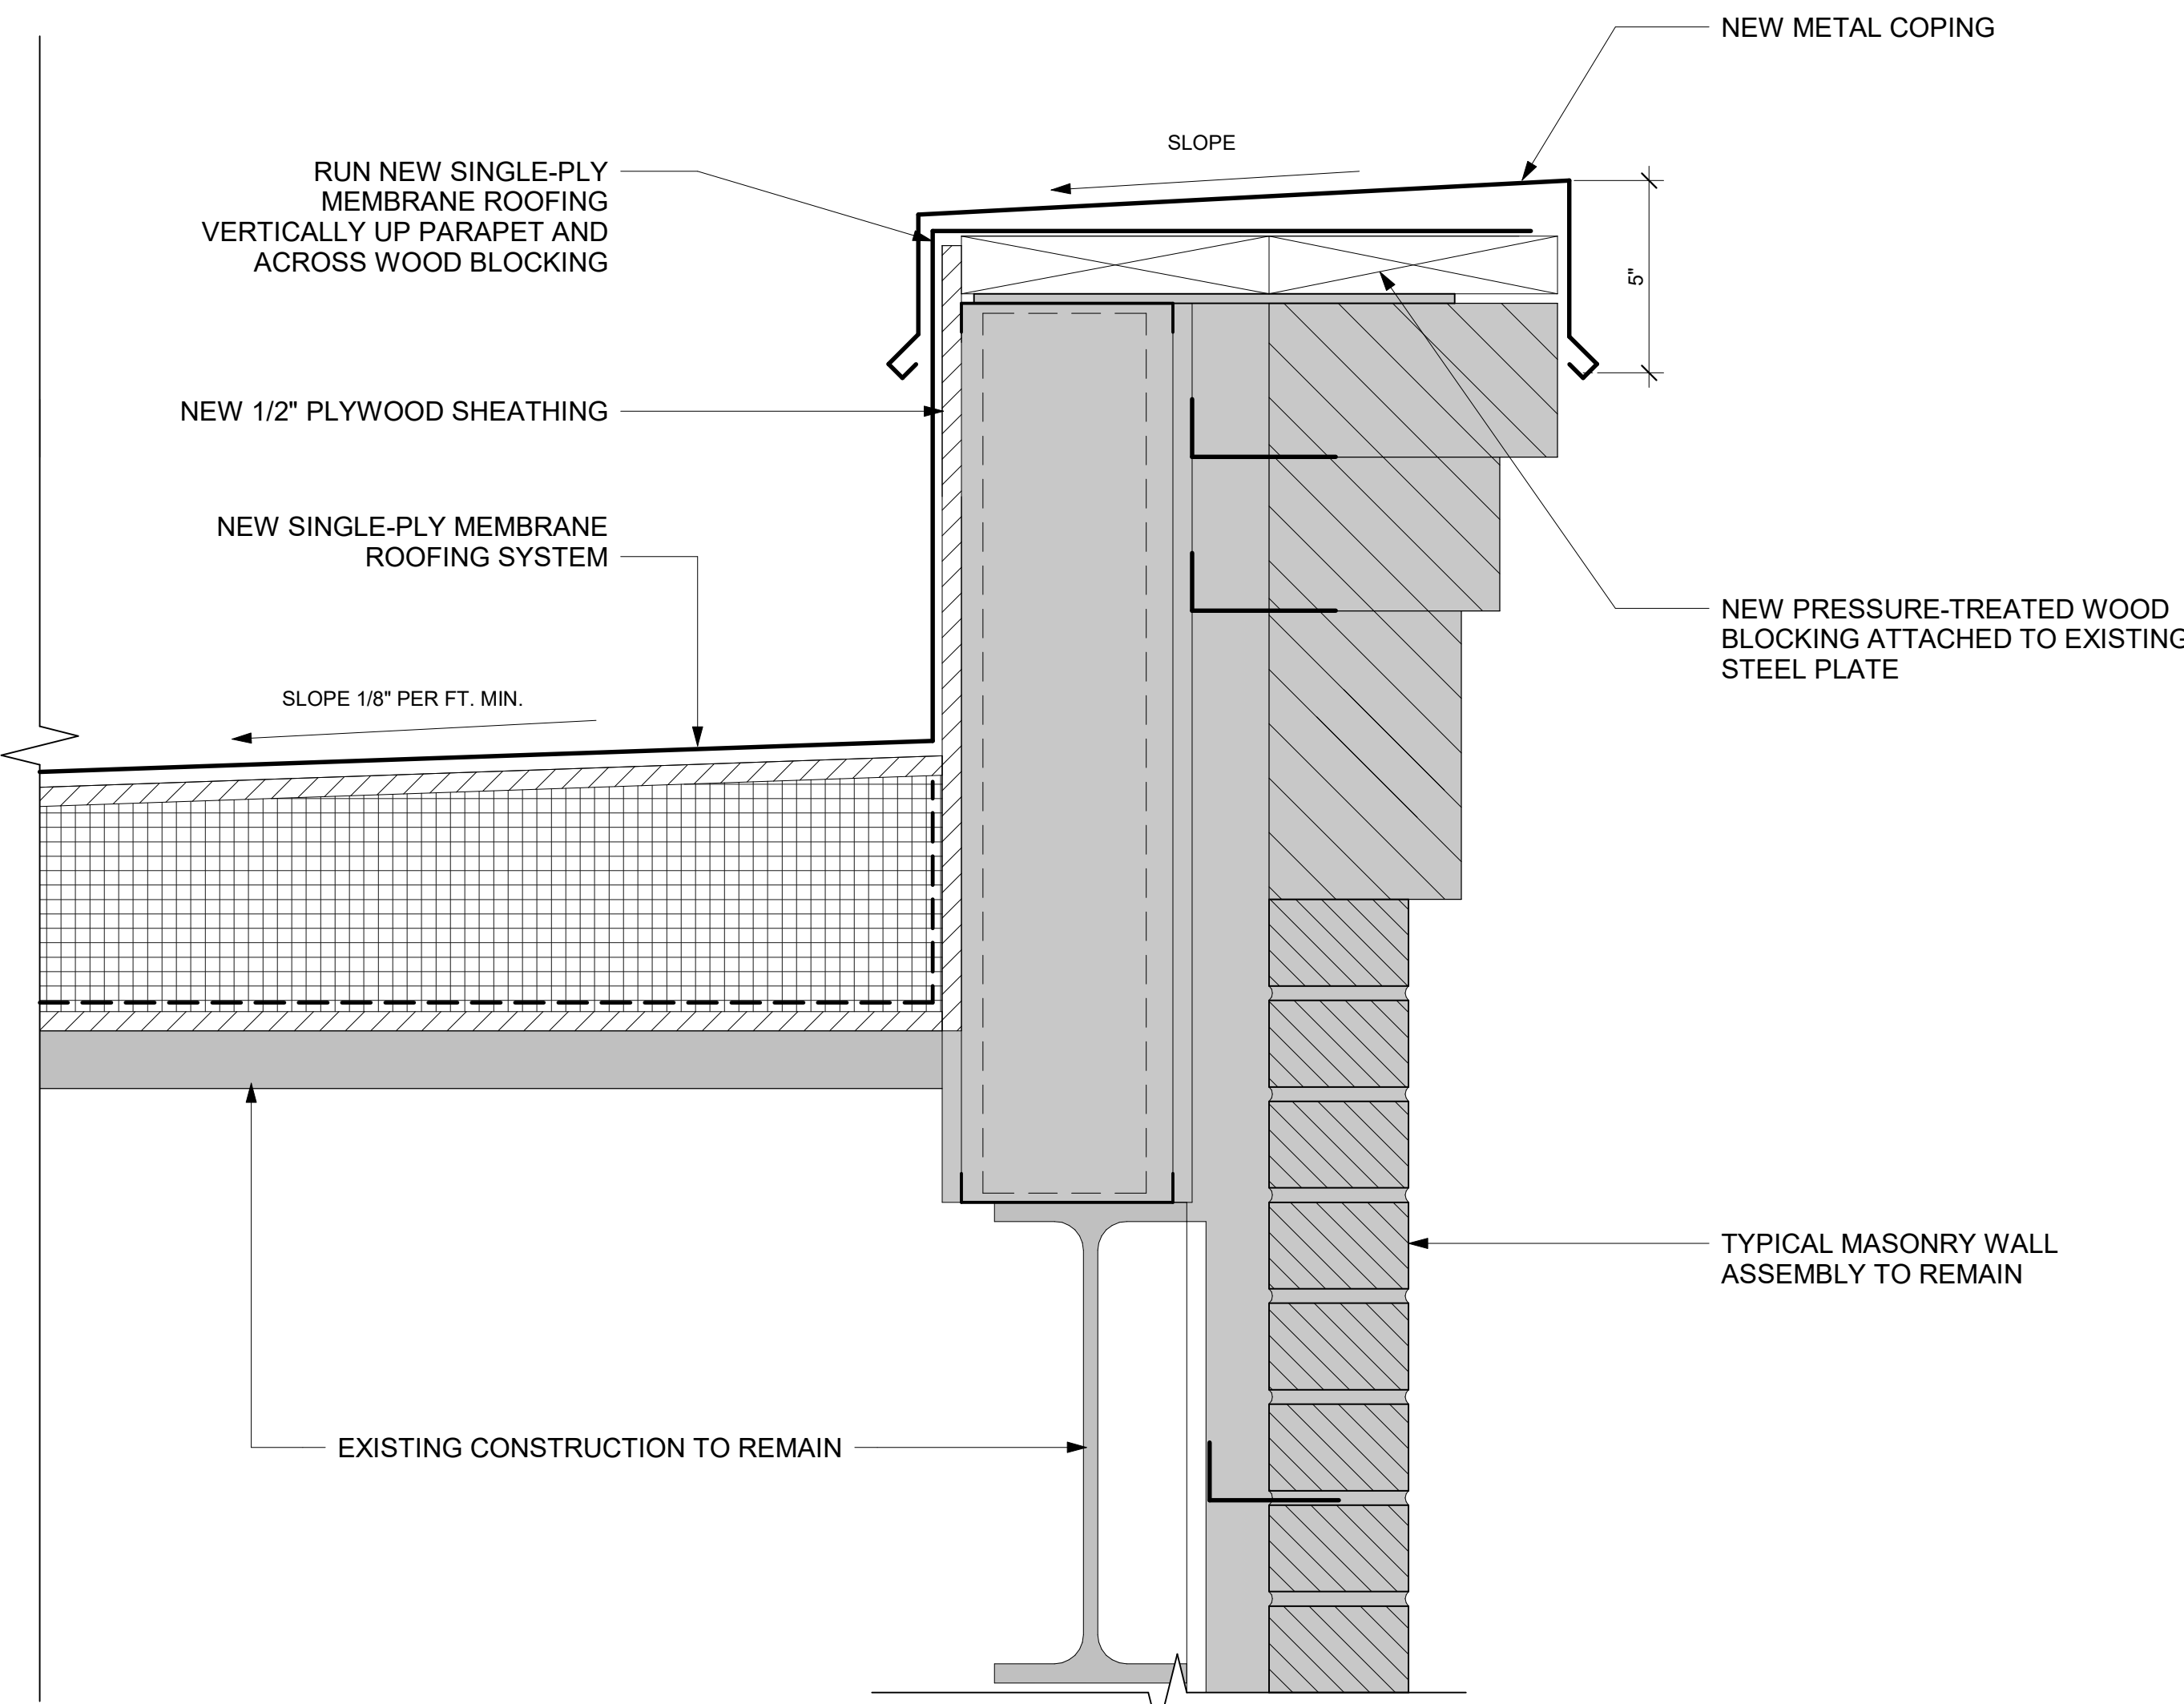 NEW METAL COPING
SLOPE
RUN NEW SINGLE-PLY
MEMBRANE ROOFING
VERTICALLY UP PARAPET AND
ACROSS WOOD BLOCKING
5"
NEW 1/2" PLYWOOD SHEATHING
NEW SINGLE-PLY MEMBRANE
ROOFING SYSTEM
NEW PRESSURE-TREATED WOOD
BLOCKING ATTACHED TO EXISTING
STEEL PLATE
SLOPE 1/8" PER FT. MIN.
TYPICAL MASONRY WALL
ASSEMBLY TO REMAIN
EXISTING CONSTRUCTION TO REMAIN